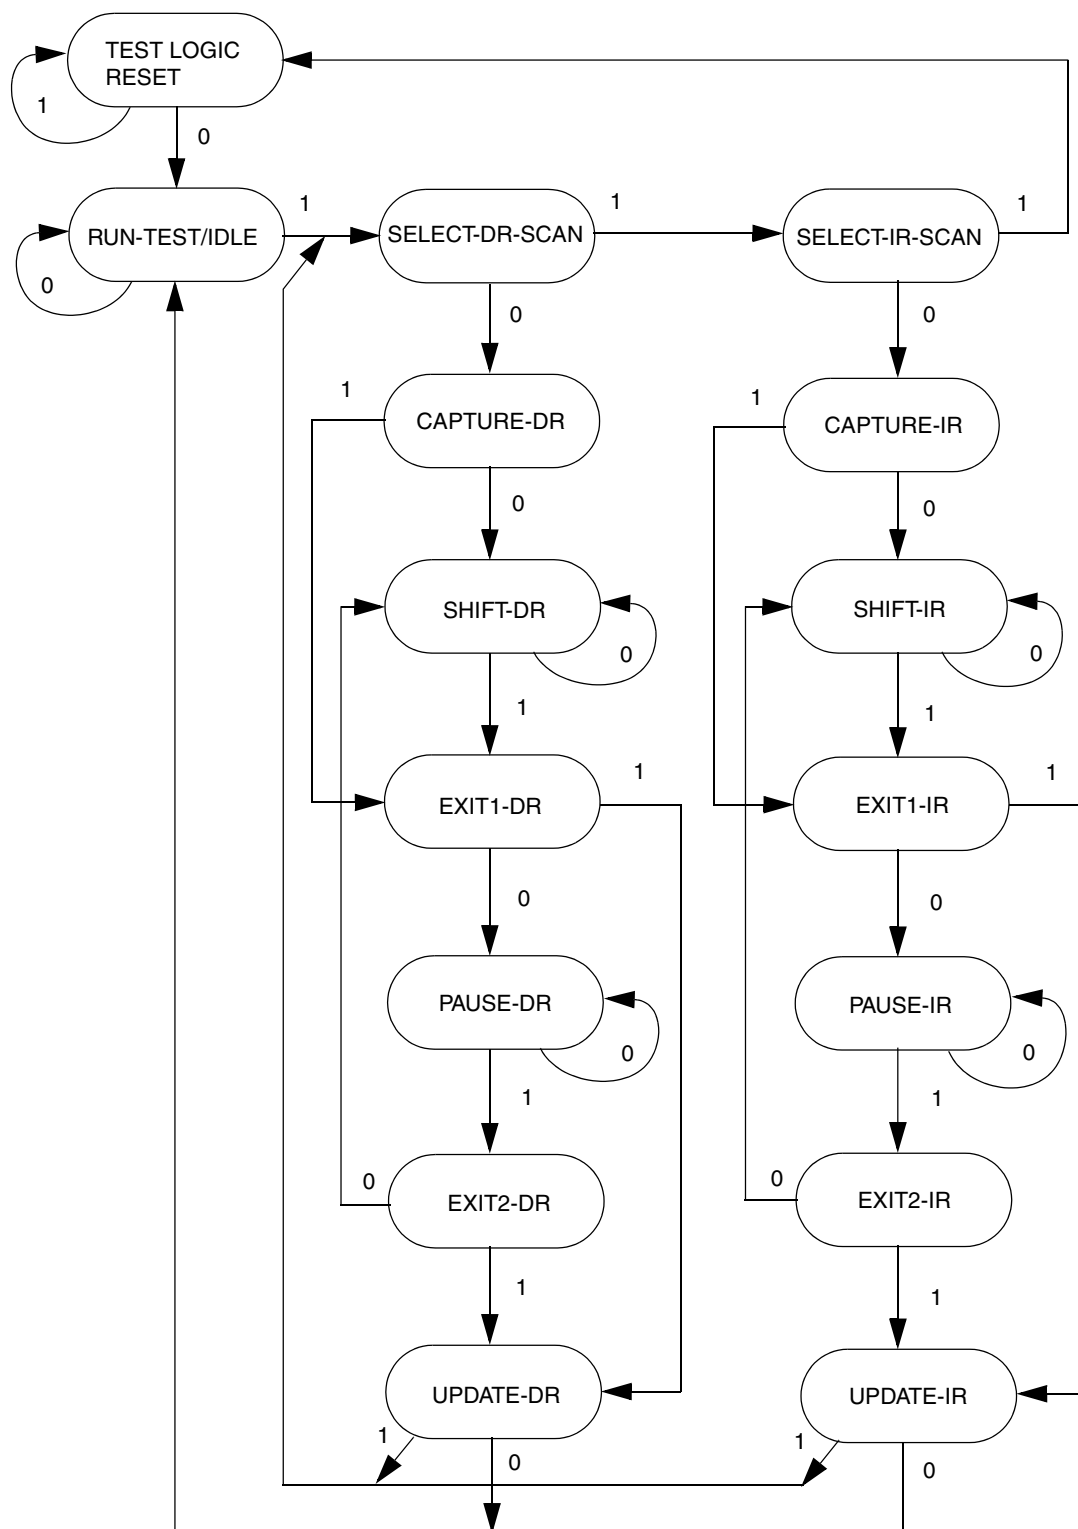 TEST LOGIC
RESET
1
0
RUN-TEST/IDLE
0
1
SELECT-DR-SCAN
1
SELECT-IR-SCAN
1
0
0
1
CAPTURE-DR
1
CAPTURE-IR
0
0
SHIFT-DR
0
SHIFT-IR
0
1
1
EXIT1-DR
1
EXIT1-IR
1
0
0
PAUSE-DR
0
PAUSE-IR
0
1
1
0
EXIT2-DR
0
EXIT2-IR
1
1
UPDATE-DR
UPDATE-IR
1
0
1
0